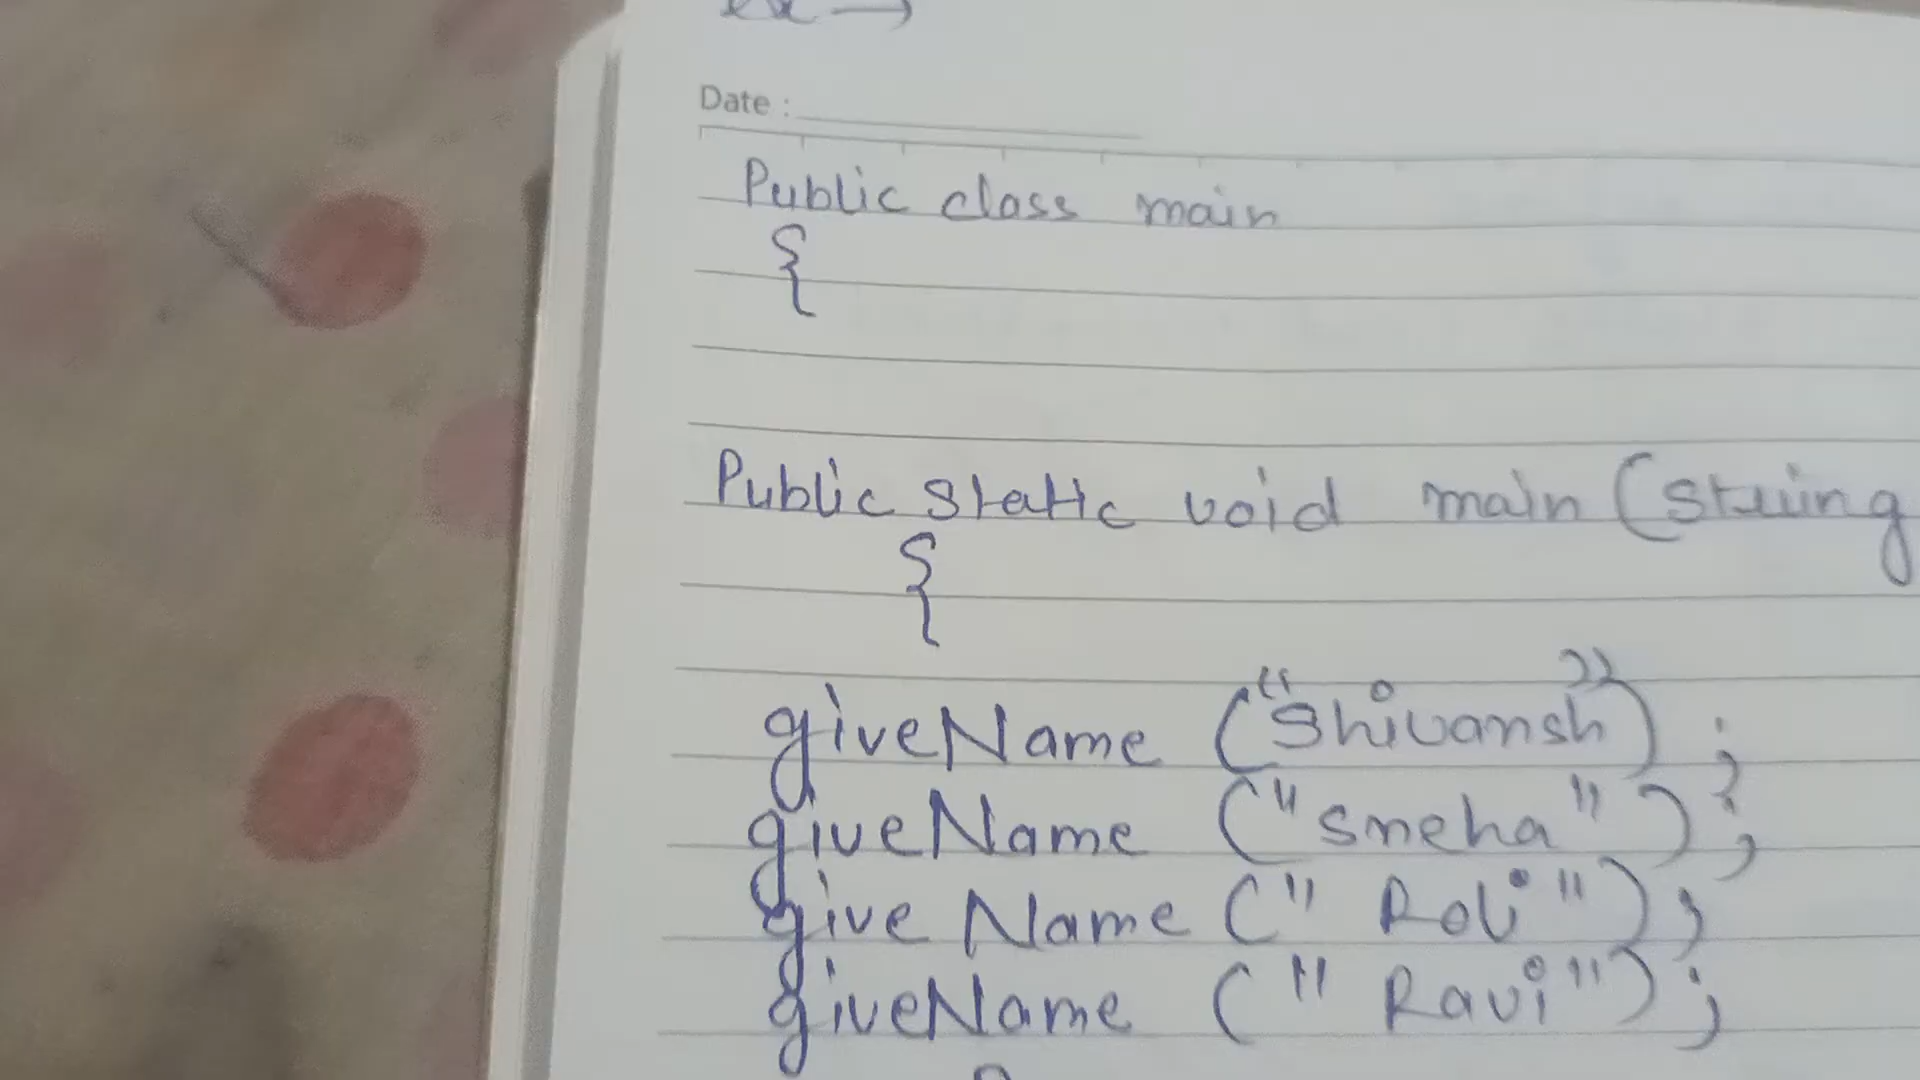 Date :
Public class main
{
Public static void main (string
{
giveName ("Shivansh");
giveName ("Sneha");
give Name (" Roli");
giveName (" Ravi");